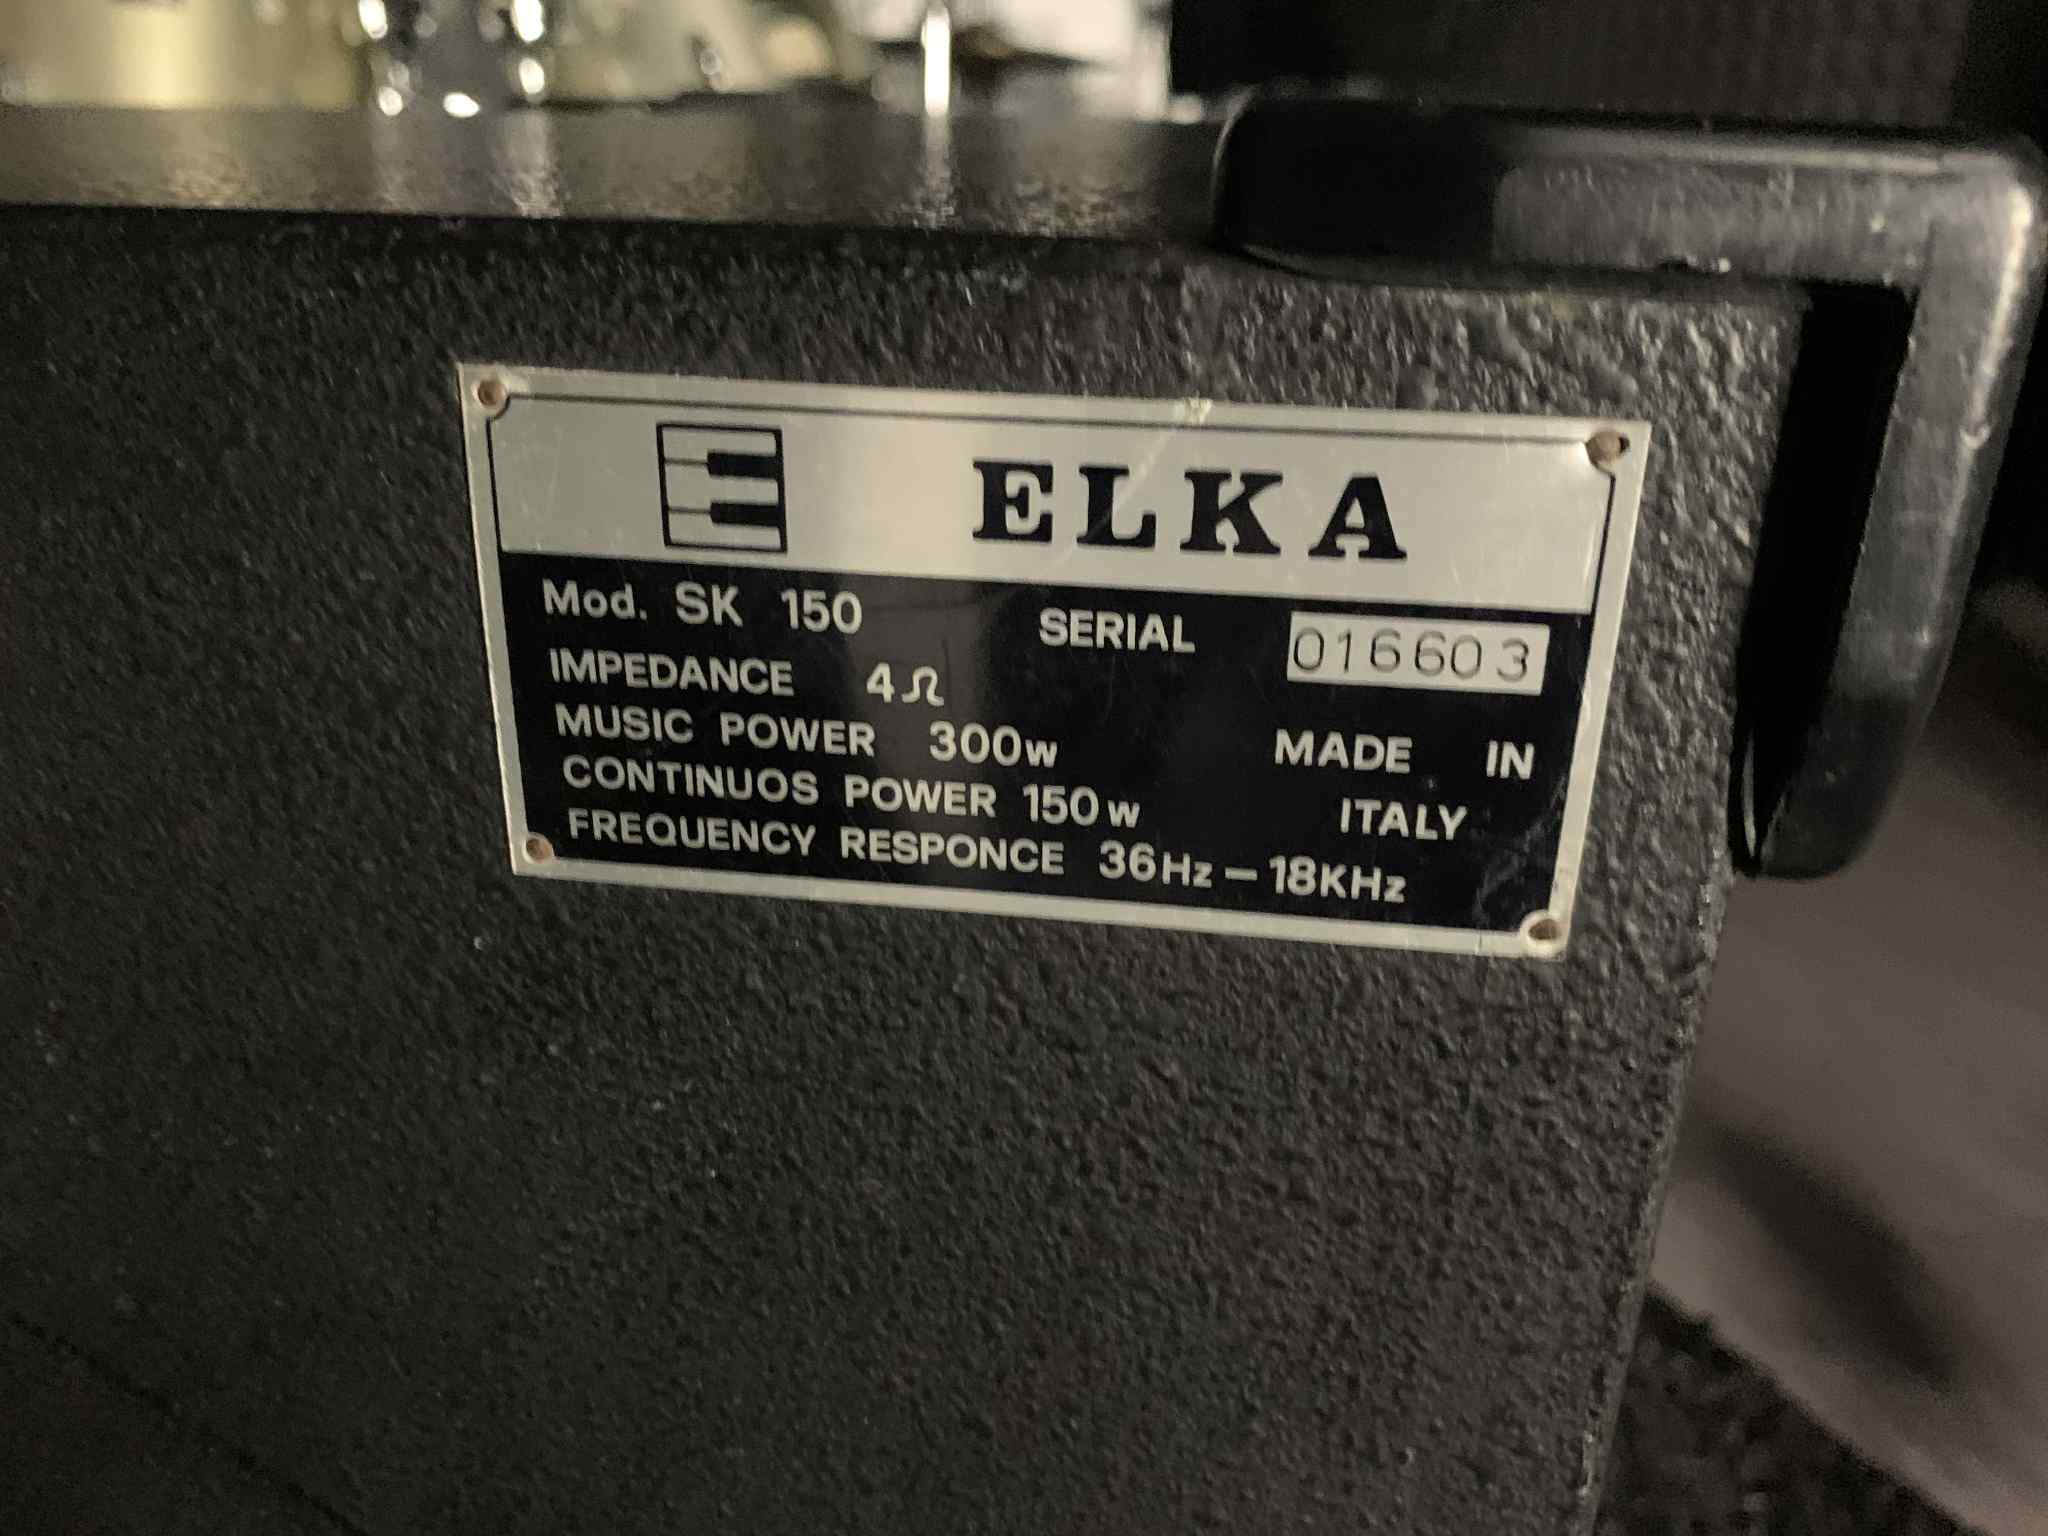 ELKA
Mod. SK 150 SERIAL 016603
IMPEDANCE 4Ω
MUSIC POWER 300w MADE IN
CONTINUOS POWER 150w ITALY
FREQUENCY RESPONCE 36Hz – 18KHz